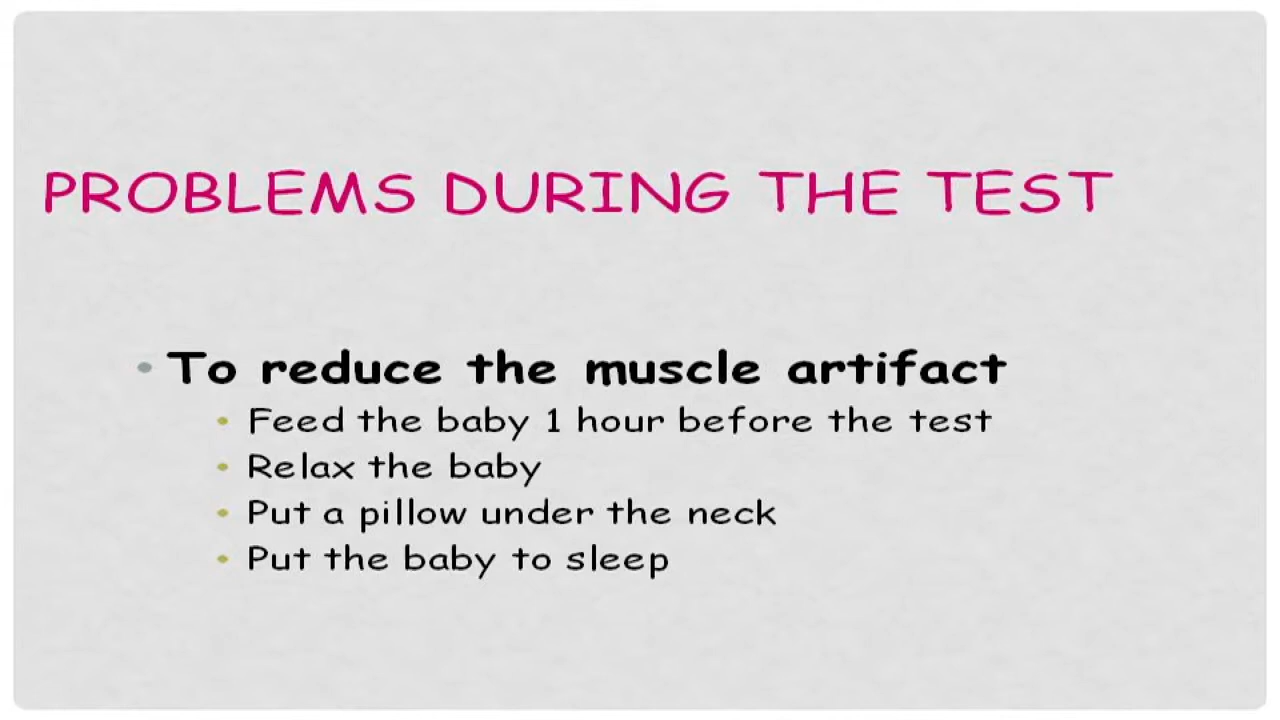 PROBLEMS DURING THE TEST
• To reduce the muscle artifact
• Feed the baby 1 hour before the test
• Relax the baby
• Put a pillow under the neck
• Put the baby to sleep